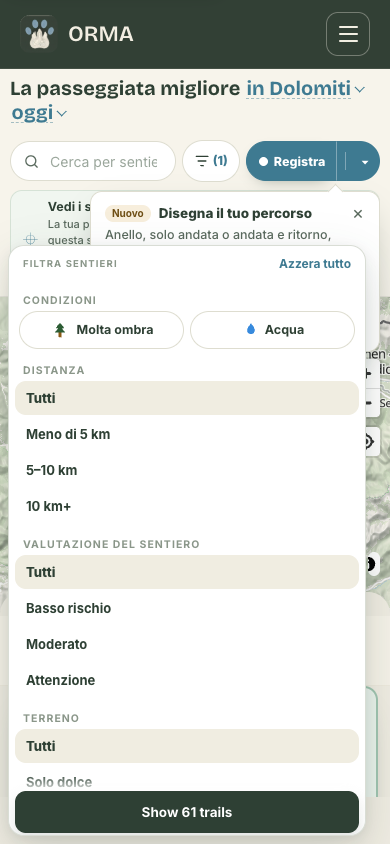 ORMA
La passeggiata migliore in Dolomiti
oggi
Cerca per sentie
(1)
Registra
Vedi i s
La tua p
questa s
Nuovo Disegna il tuo percorso
Anello, solo andata o andata e ritorno,
FILTRA SENTIERI
Azzera tutto
CONDIZIONI
Molta ombra
Acqua
DISTANZA
Tutti
Meno di 5 km
5–10 km
10 km+
VALUTAZIONE DEL SENTIERO
Tutti
Basso rischio
Moderato
Attenzione
TERRENO
Tutti
Solo dolce
Show 61 trails